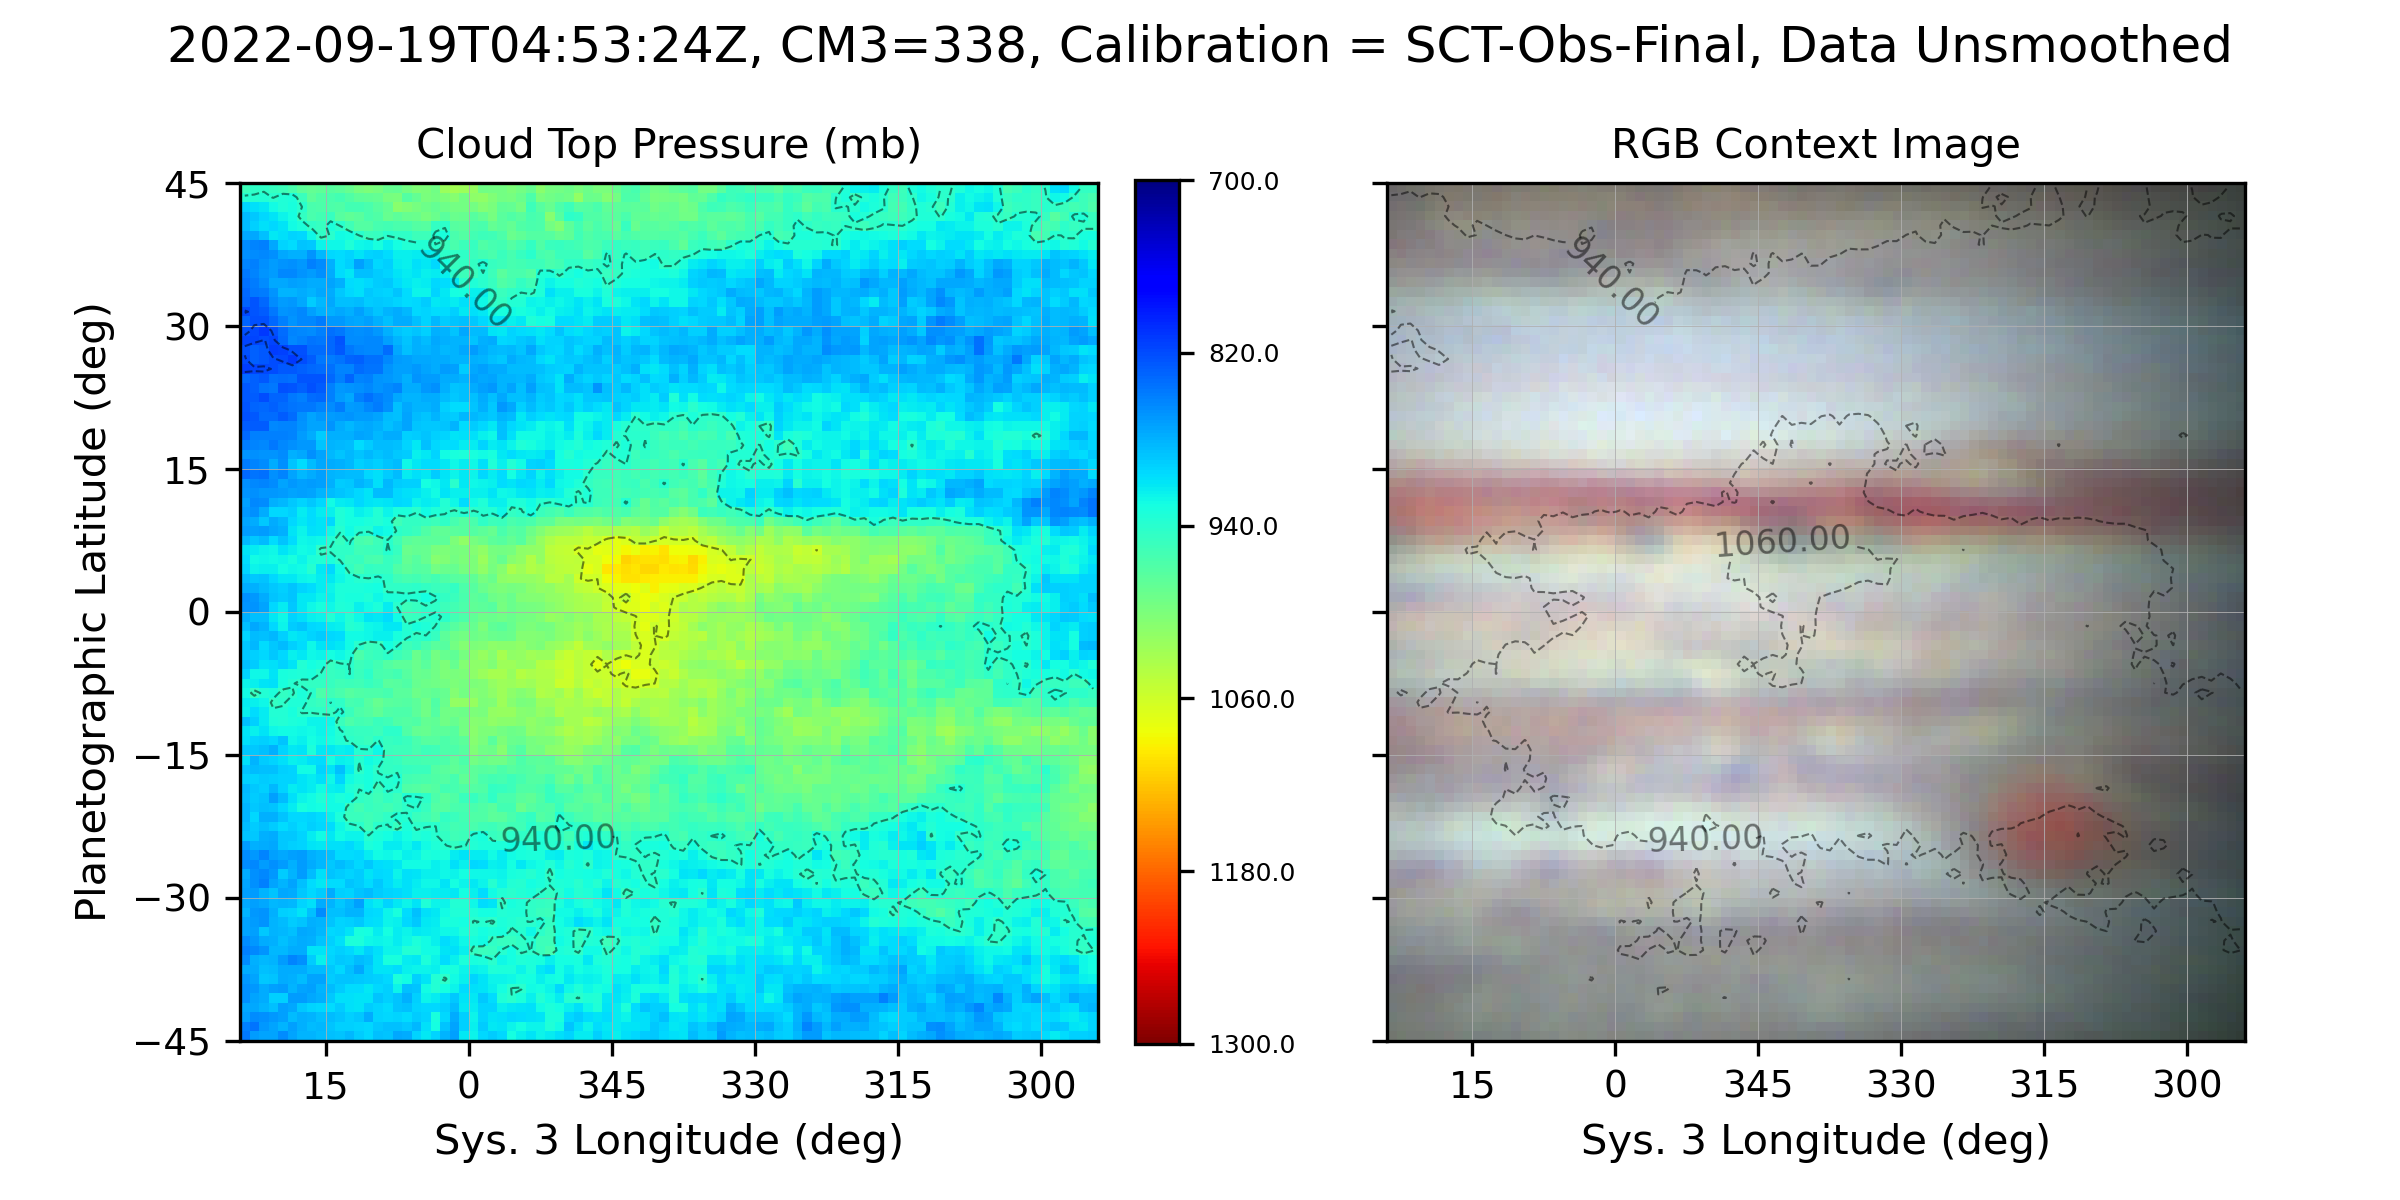 2022-09-19T04:53:24Z, CM3=338, Calibration = SCT-Obs-Final, Data Unsmoothed
Cloud Top Pressure (mb)
45
30
15
0
−15
−30
−45
Planetographic Latitude (deg)
940.00
940.00
15 0 345 330 315 300
Sys. 3 Longitude (deg)
700.0
820.0
940.0
1060.0
1180.0
1300.0
RGB Context Image
940.00
1060.00
940.00
15 0 345 330 315 300
Sys. 3 Longitude (deg)